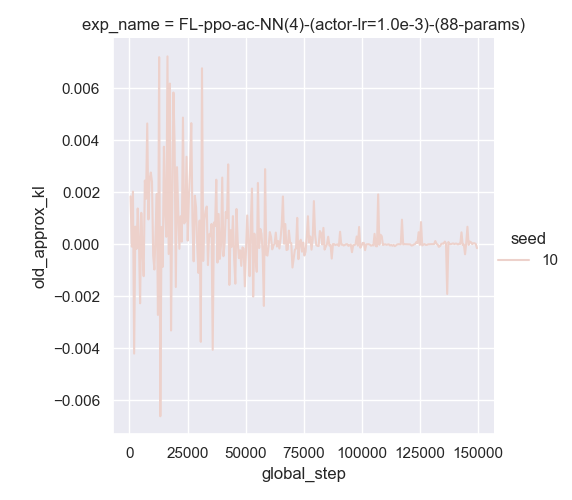 exp_name = FL-ppo-ac-NN(4)-(actor-lr=1.0e-3)-(88-params)
0.006
0.004
0.002
0.000
−0.002
−0.004
−0.006
old_approx_kl
seed
10
0 25000 50000 75000 100000 125000 150000
global_step